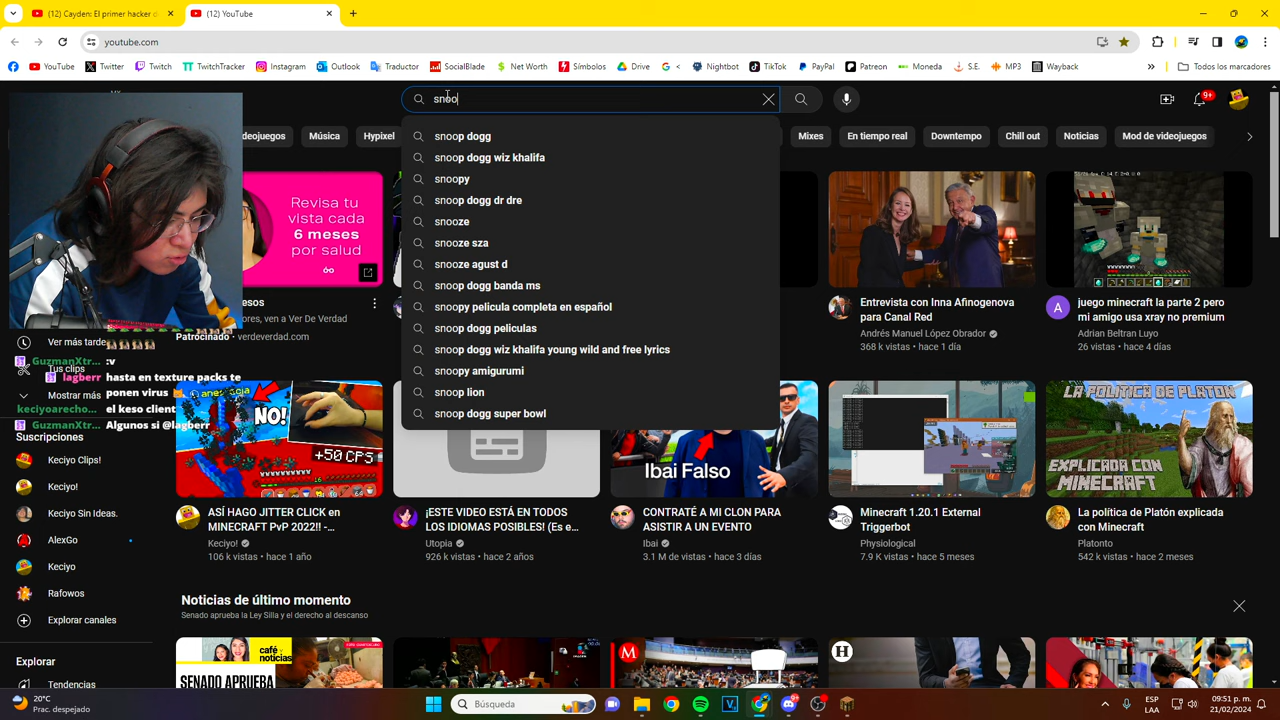 (12) Cayden: El primer hacker d
(12) YouTube
youtube.com
YouTube
Twitter
Twitch
TwitchTracker
Instagram
Outlook
Traductor
SocialBlade
Net Worth
Símbolos
Drive
G <
Nightbot
TikTok
PayPal
Patreon
Moneda
S.E.
MP3
Wayback
»
Todos los marcadores
MX
snoo
9+
ideojuegos
Música
Hypixel
Mixes
En tiempo real
Downtempo
Chill out
Noticias
Mod de videojuegos
snoop dogg
snoop dogg wiz khalifa
snoopy
snoop dogg dr dre
snooze
snooze sza
snooze agust d
snoop dogg banda ms
snoopy pelicula completa en español
snoop dogg peliculas
snoop dogg wiz khalifa young wild and free lyrics
snoopy amigurumi
snoop lion
snoop dogg super bowl
Revisa tu
vista cada
6 meses
por salud
esos
ores, ven a Ver De Verdad
Patrocinado • verdeverdad.com
Entrevista con Inna Afinogenova
para Canal Red
Andrés Manuel López Obrador
368 k vistas • hace 1 día
A
juego minecraft la parte 2 pero
mi amigo usa xray no premium
Adrian Beltran Luyo
26 vistas • hace 4 días
Ver más tarde
Tus clips
Mostrar más
GuzmanXtr... :v
lagberr hasta en texture packs te
ponen virus
keciyoarecho... el keso client
GuzmanXtr... Algunos si @lagberr
Suscripciones
Keciyo Clips!
Keciyo!
Keciyo Sin Ideas.
AlexGo
Keciyo
Rafowos
Explorar canales
Explorar
Tendencias
¡NO!
+50 CPS
16
ASÍ HAGO JITTER CLICK en
MINECRAFT PvP 2022!! -...
Keciyo!
106 k vistas • hace 1 año
¡ESTE VIDEO ESTÁ EN TODOS
LOS IDIOMAS POSIBLES! (Es e...
Utopia
926 k vistas • hace 2 años
Ibai Falso
CONTRATÉ A MI CLON PARA
ASISTIR A UN EVENTO
Ibai
3.1 M de vistas • hace 3 días
Minecraft 1.20.1 External
Triggerbot
Physiological
7.9 K vistas • hace 5 meses
LA POLÍTICA DE PLATÓN
EXPLICADA CON
MINECRAFT
La política de Platón explicada
con Minecraft
Platonto
542 k vistas • hace 2 meses
Noticias de último momento
Senado aprueba la Ley Silla y el derecho al descanso
café y
noticias
SENADO APRUEBA
M
H
20°C
Prac. despejado
Búsqueda
ESP
LAA
09:51 p. m.
21/02/2024